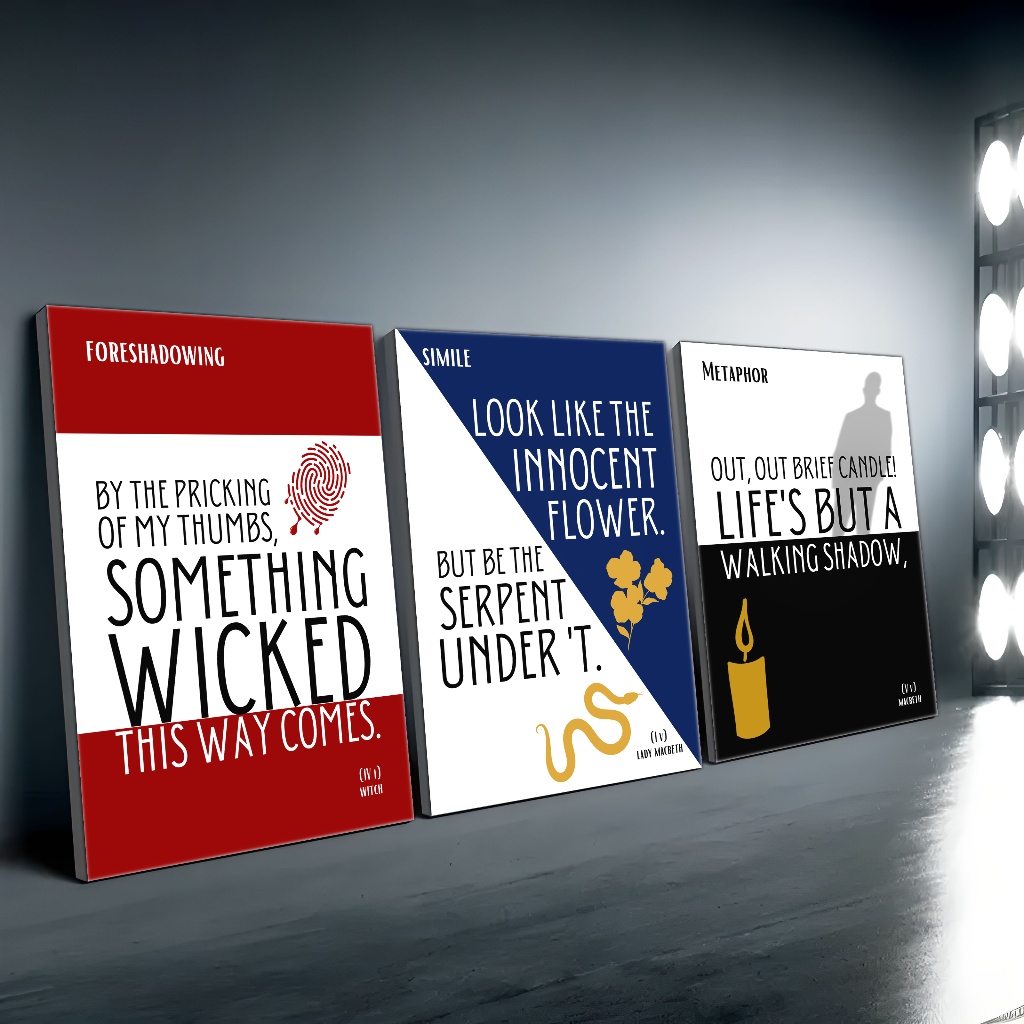 FORESHADOWING
BY THE PRICKING
OF MY THUMBS,
SOMETHING
WICKED
THIS WAY COMES.
(IV i)
WITCH
SIMILE
LOOK LIKE THE
INNOCENT
FLOWER.
BUT BE THE
SERPENT
UNDER 'T.
(I v)
LADY MACBETH
METAPHOR
OUT, OUT BRIEF CANDLE!
LIFE'S BUT A
WALKING SHADOW,
(V v)
MACBETH